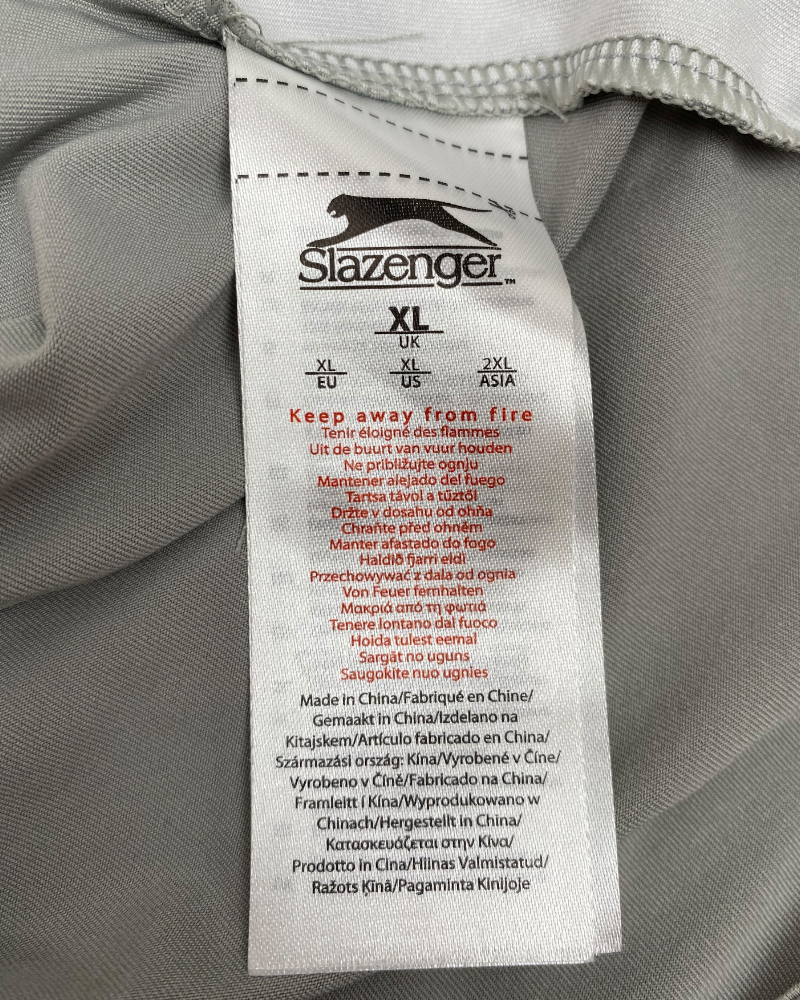 Slazenger™
XL
UK
XL XL 2XL
EU US ASIA
Keep away from fire
Tenir éloigné des flammes
Uit de buurt van vuur houden
Ne približujte ognju
Mantener alejado del fuego
Tartsa távol a tűztől
Držte v dosahu od ohňa
Chraňte před ohněm
Manter afastado do fogo
Haldið fjarri eldi
Przechowywać z dala od ognia
Von Feuer fernhalten
Μακριά από τη φωτιά
Tenere lontano dal fuoco
Hoida tulest eemal
Sargāt no uguns
Saugokite nuo ugnies
Made in China/Fabriqué en Chine/
Gemaakt in China/Izdelano na
Kitajskem/Artículo fabricado en China/
Származási ország: Kína/Vyrobené v Číne/
Vyrobeno v Číně/Fabricado na China/
Framleitt í Kína/Wyprodukowano w
Chinach/Hergestellt in China/
Κατασκευάζεται στην Κίνα/
Prodotto in Cina/Hiinas Valmistatud/
Ražots Ķīnā/Pagaminta Kinijoje